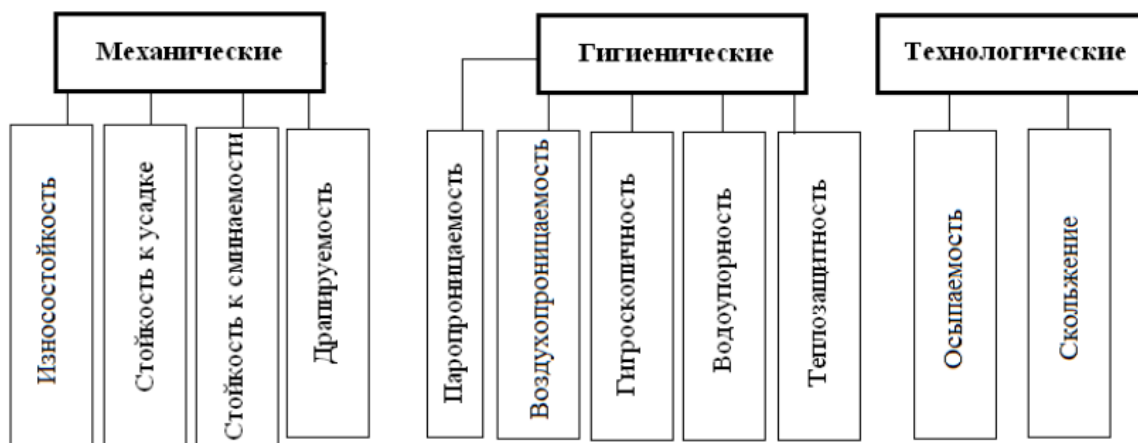 Механические
Гигиенические
Технологические
Износостойкость
Стойкость к усадке
Стойкость к сминаемости
Драпируемость
Паропроницаемость
Воздухопроницаемость
Гигроскопичность
Водоупорность
Теплозащитность
Осыпаемость
Скольжение